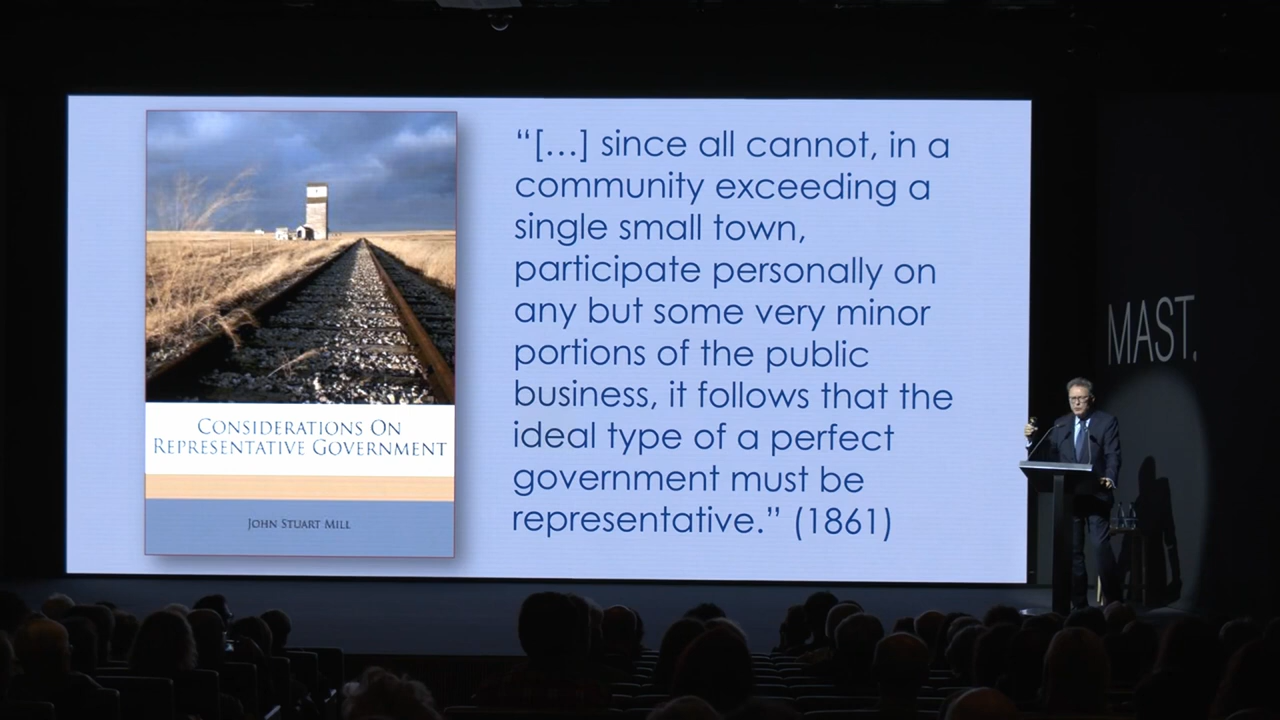 CONSIDERATIONS ON
REPRESENTATIVE GOVERNMENT
JOHN STUART MILL
“[…] since all cannot, in a
community exceeding a
single small town,
participate personally on
any but some very minor
portions of the public
business, it follows that the
ideal type of a perfect
government must be
representative.” (1861)
MAST.